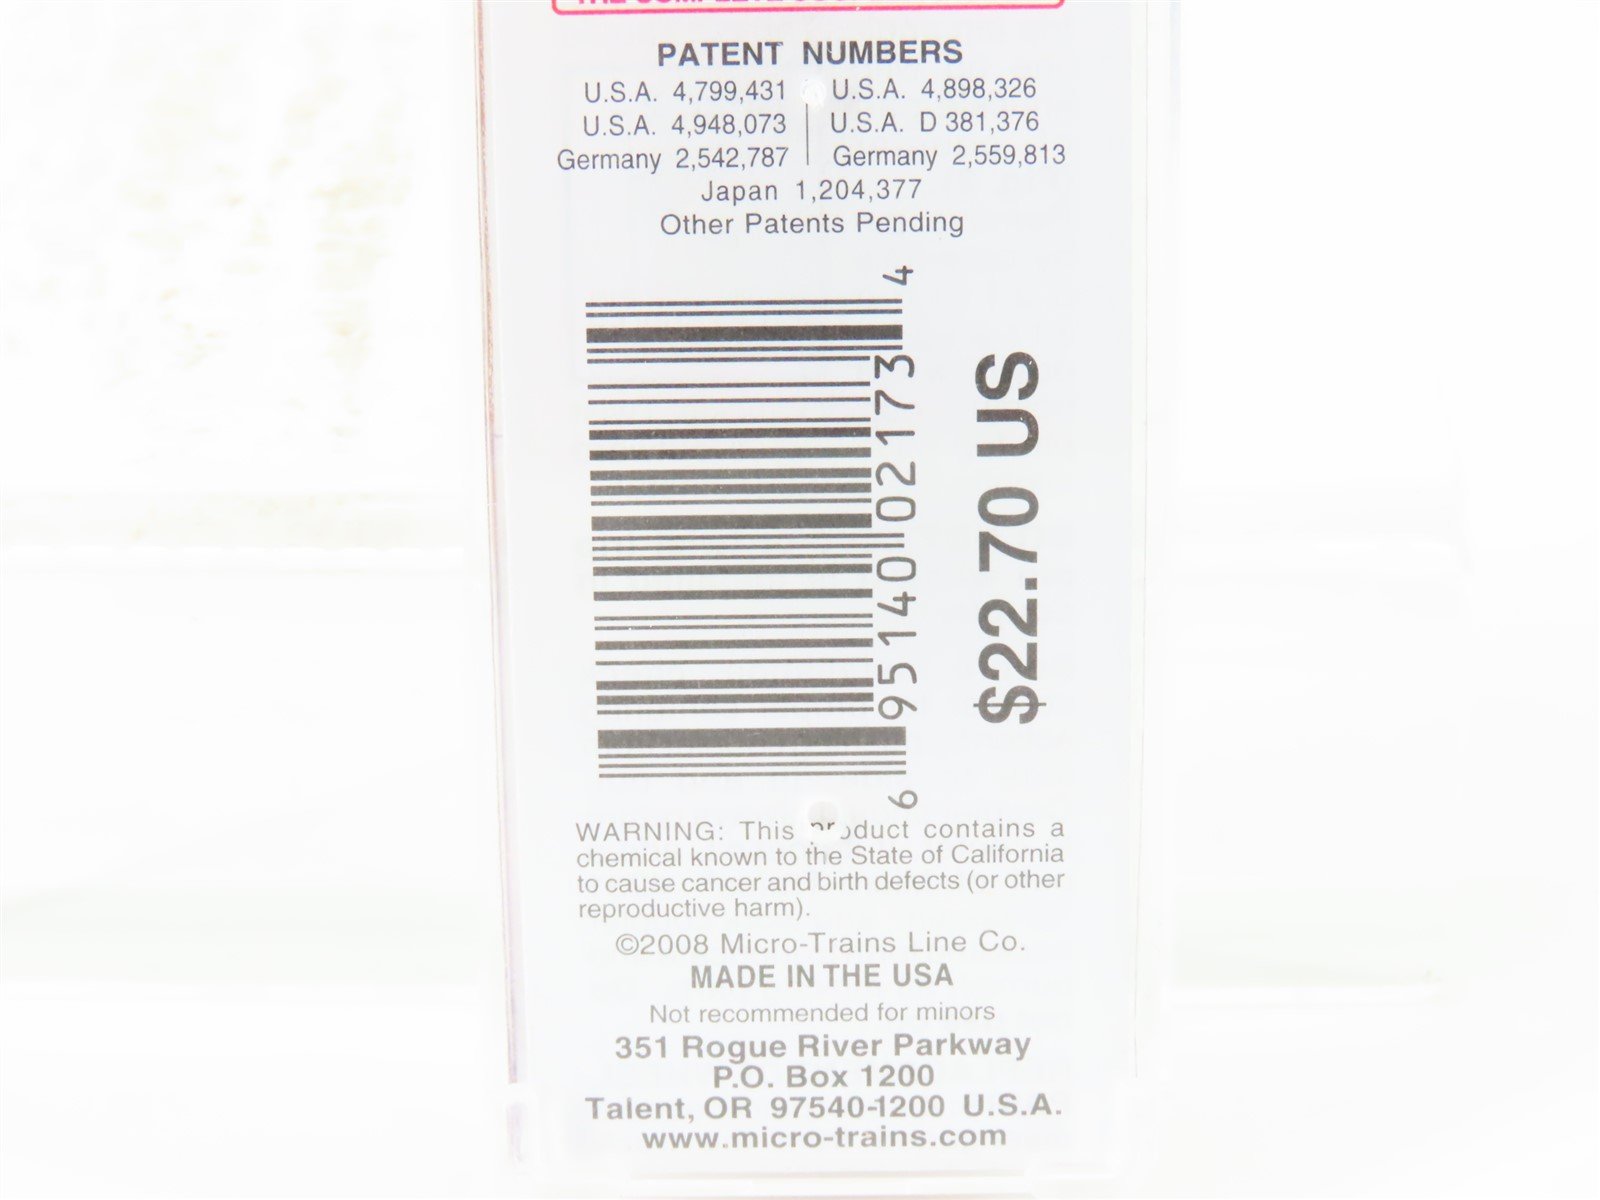 PATENT NUMBERS
U.S.A. 4,799,431 U.S.A. 4,898,326
U.S.A. 4,948,073 U.S.A. D 381,376
Germany 2,542,787 Germany 2,559,813
Japan 1,204,377
Other Patents Pending
6 95140 02173 4
$22.70 US
WARNING: This product contains a
chemical known to the State of California
to cause cancer and birth defects (or other
reproductive harm).
©2008 Micro-Trains Line Co.
MADE IN THE USA
Not recommended for minors
351 Rogue River Parkway
P.O. Box 1200
Talent, OR 97540-1200 U.S.A.
www.micro-trains.com